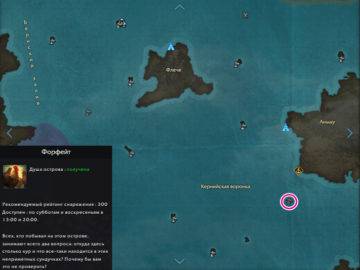 Флече
Аннму
Кернийская воронка
Форфейт
Душа острова : получена
Рекомендуемый рейтинг снаряжения : 300
Доступен : по субботам и воскресеньям в
13:00 и 20:00.
Всех, кто побывал на этом острове,
занимают всего два вопроса: откуда здесь
столько кур и что все-таки находится в этих
неприметных сундучках? Почему бы вам
это не проверить?